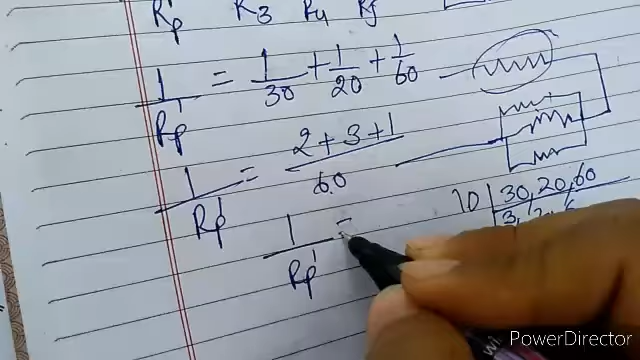 Rp' R3 R4 R5
1/Rp' = 1/30 + 1/20 + 1/60
1/Rp' = 2+3+1/60
1/Rp' =
10 | 30, 20, 60
3,
PowerDirector